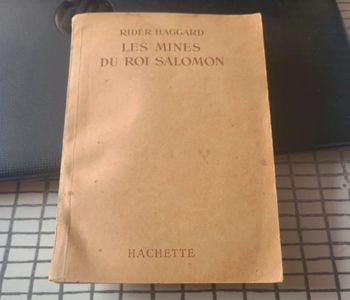 RIDER HAGGARD
LES MINES
DU ROI SALOMON
HACHETTE